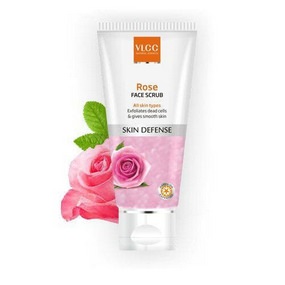 VLCC
Rose
FACE SCRUB
All skin types
Exfoliates dead cells
& gives smooth skin
SKIN DEFENSE